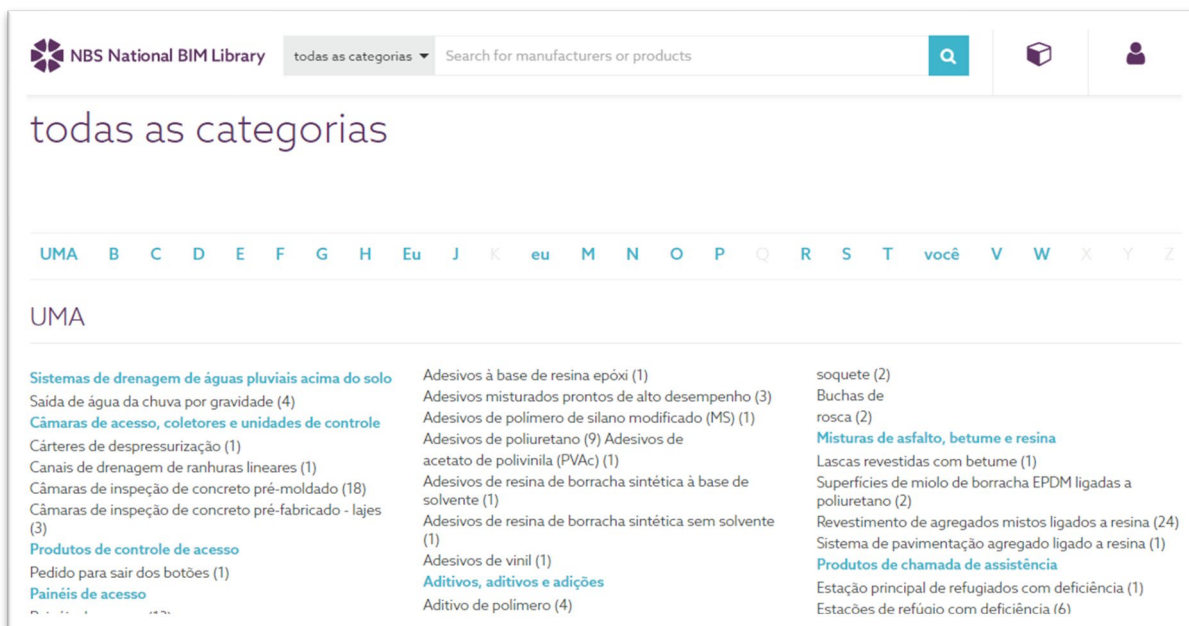 NBS National BIM Library
todas as categorias
Search for manufacturers or products
todas as categorias
UMA B C D E F G H Eu J K eu M N O P Q R S T você V W X Y Z
UMA
Sistemas de drenagem de águas pluviais acima do solo
Saída de água da chuva por gravidade (4)
Câmaras de acesso, coletores e unidades de controle
Cárteres de despressurização (1)
Canais de drenagem de ranhuras lineares (1)
Câmaras de inspeção de concreto pré-moldado (18)
Câmaras de inspeção de concreto pré-fabricado - lajes
(3)
Produtos de controle de acesso
Pedido para sair dos botões (1)
Painéis de acesso
Adesivos à base de resina epóxi (1)
Adesivos misturados prontos de alto desempenho (3)
Adesivos de polímero de silano modificado (MS) (1)
Adesivos de poliuretano (9) Adesivos de
acetato de polivinila (PVAc) (1)
Adesivos de resina de borracha sintética à base de
solvente (1)
Adesivos de resina de borracha sintética sem solvente
(1)
Adesivos de vinil (1)
Aditivos, aditivos e adições
Aditivo de polímero (4)
soquete (2)
Buchas de
rosca (2)
Misturas de asfalto, betume e resina
Lascas revestidas com betume (1)
Superfícies de miolo de borracha EPDM ligadas a
poliuretano (2)
Revestimento de agregados mistos ligados a resina (24)
Sistema de pavimentação agregado ligado a resina (1)
Produtos de chamada de assistência
Estação principal de refugiados com deficiência (1)
Estações de refúgio com deficiência (6)